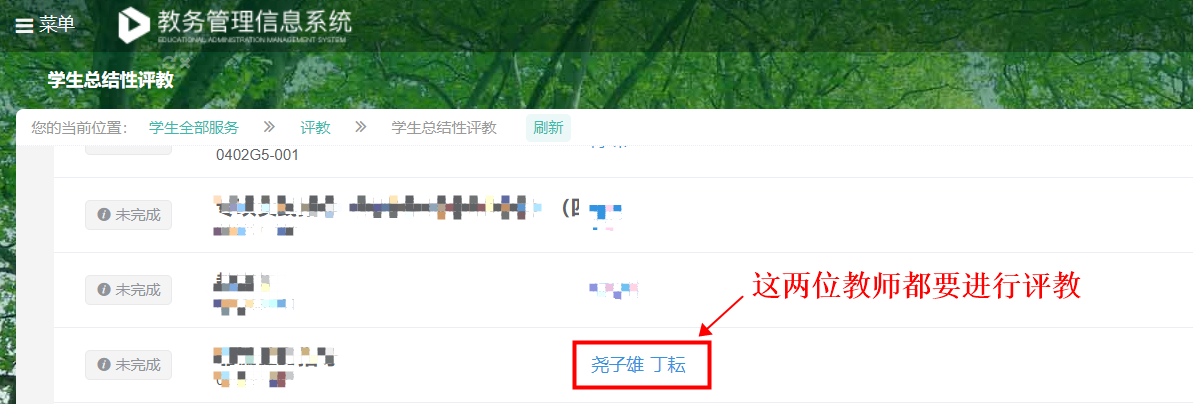 菜单
教务管理信息系统
EDUCATIONAL ADMINISTRATION MANAGEMENT SYSTEM
学生总结性评教
您的当前位置： 学生全部服务 » 评教 » 学生总结性评教 刷新
0402G5-001
未完成
未完成
这两位教师都要进行评教
未完成 尧子雄 丁耘